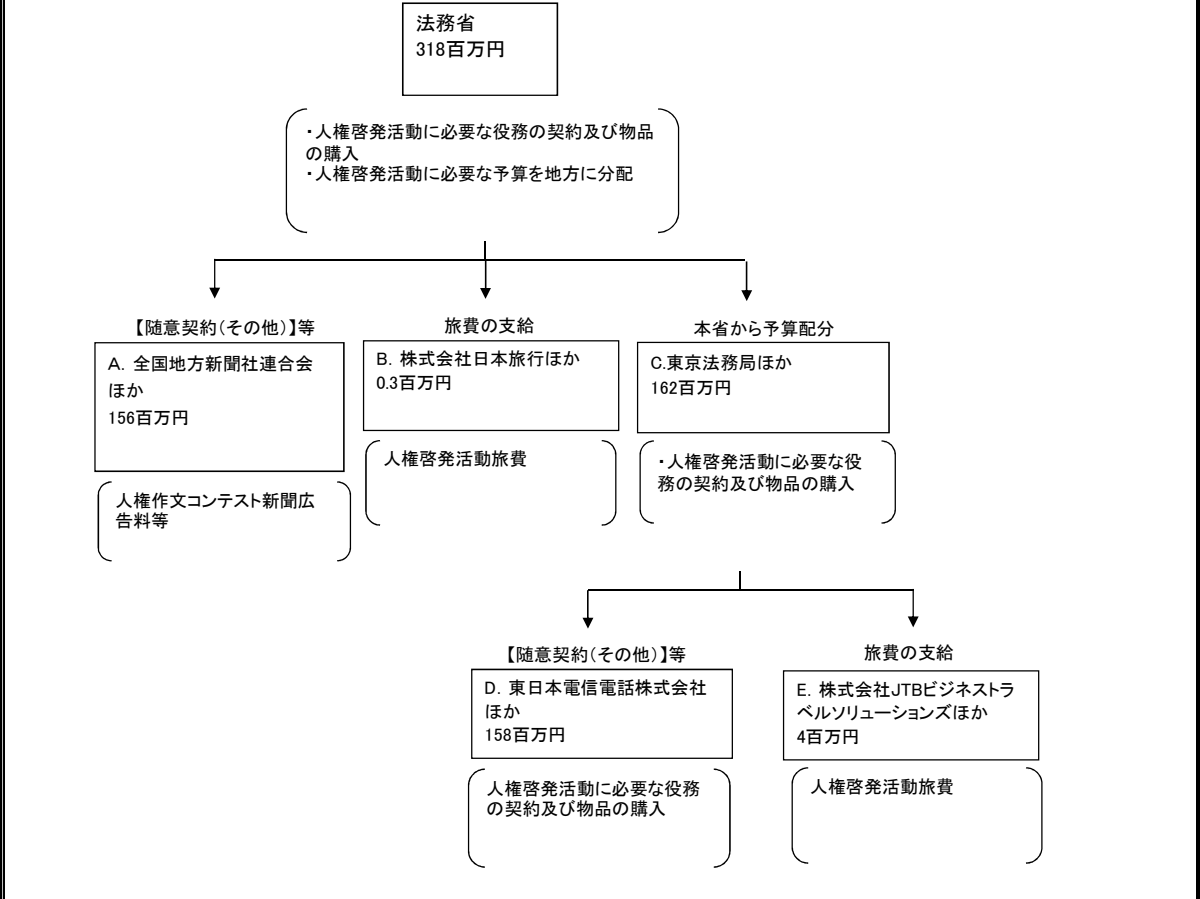 法務省
318百万円
・人権啓発活動に必要な役務の契約及び物品
の購入
・人権啓発活動に必要な予算を地方に分配
【随意契約（その他）】等
A．全国地方新聞社連合会
ほか
156百万円
人権作文コンテスト新聞広
告料等
旅費の支給
B．株式会社日本旅行ほか
0.3百万円
人権啓発活動旅費
本省から予算配分
C.東京法務局ほか
162百万円
・人権啓発活動に必要な役
務の契約及び物品の購入
【随意契約（その他）】等
D．東日本電信電話株式会社
ほか
158百万円
人権啓発活動に必要な役務
の契約及び物品の購入
旅費の支給
E．株式会社JTBビジネストラ
ベルソリューションズほか
4百万円
人権啓発活動旅費